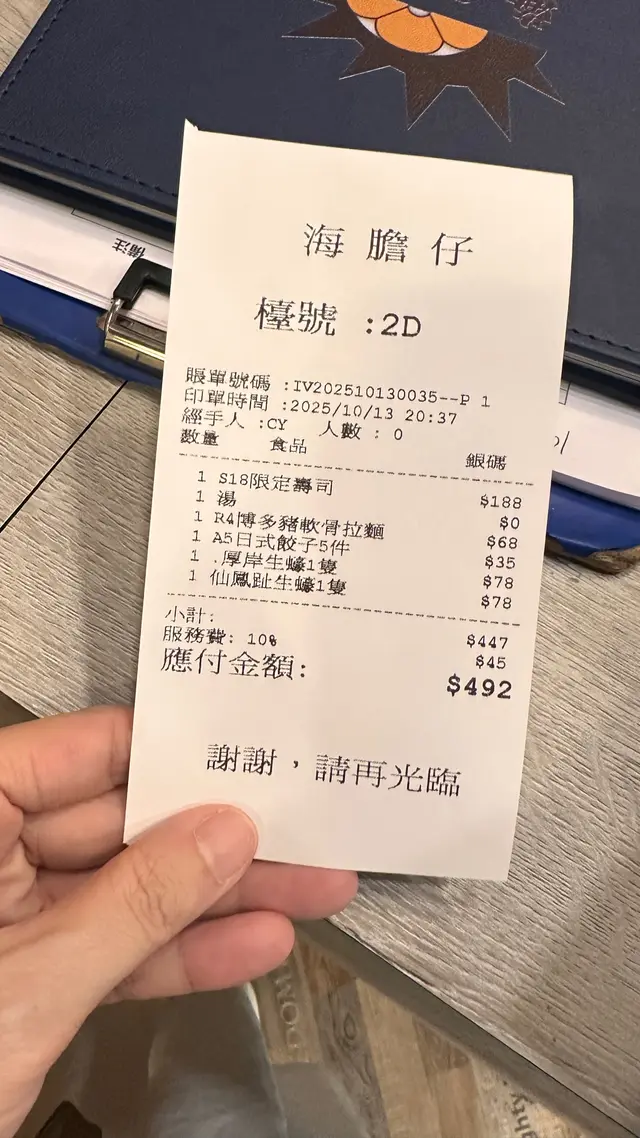 備注
海膽仔
檯號 :2D
賬單號碼 :IV202510130035--P 1
印單時間 :2025/10/13 20:37
經手人 :CY 人數 : 0
數量 食品 銀碼
1 S18限定壽司 $188
1 湯 $0
1 R4博多豬軟骨拉麵 $68
1 A5日式餃子5件 $35
1 .厚岸生蠔1隻 $78
1 仙鳳趾生蠔1隻 $78
小計: $447
服務費: 10% $45
應付金額: $492
謝謝，請再光臨